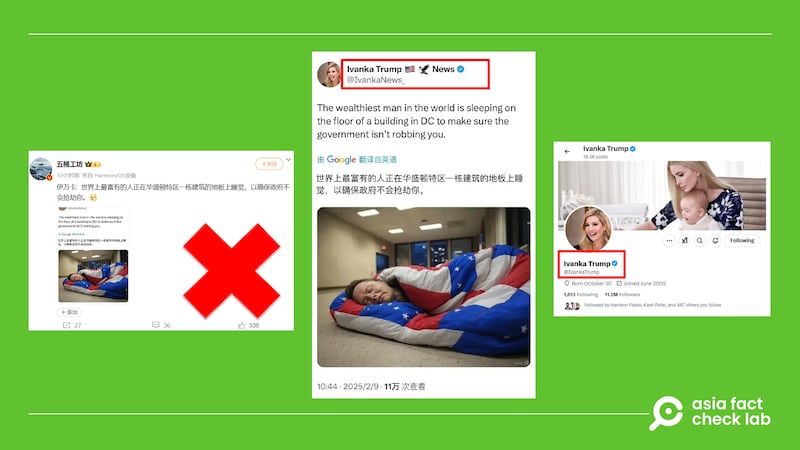 五桶工坊
10小时前 来自 HarmonyOS设备
+关注
伊万卡: 世界上最富有的人正在华盛顿特区一栋建筑的地板上睡觉，以确保政府不
会抢劫你。
The wealthiest man in the world is sleeping on
the floor of a building in DC to make sure the
government isn't robbing you.
世界上最富有的人正在华盛顿特区一栋建筑的地板上睡
觉，以确保政府不会抢劫你。
27
36
336
Ivanka Trump 🇺🇸 🦅 News
@IvankaNews_
The wealthiest man in the world is sleeping on
the floor of a building in DC to make sure the
government isn't robbing you.
由 Google 翻译自英语
世界上最富有的人正在华盛顿特区一栋建筑的地板上睡
觉，以确保政府不会抢劫你。
10:44 · 2025/2/9 · 11万 次查看
Ivanka Trump
16.2K posts
Following
Ivanka Trump
@IvankaTrump
Born October 30 Joined June 2009
1,013 Following 11.2M Followers
Followed by Harrison Fields, Kash Patel, and 467 others you follow
asia fact
check lab